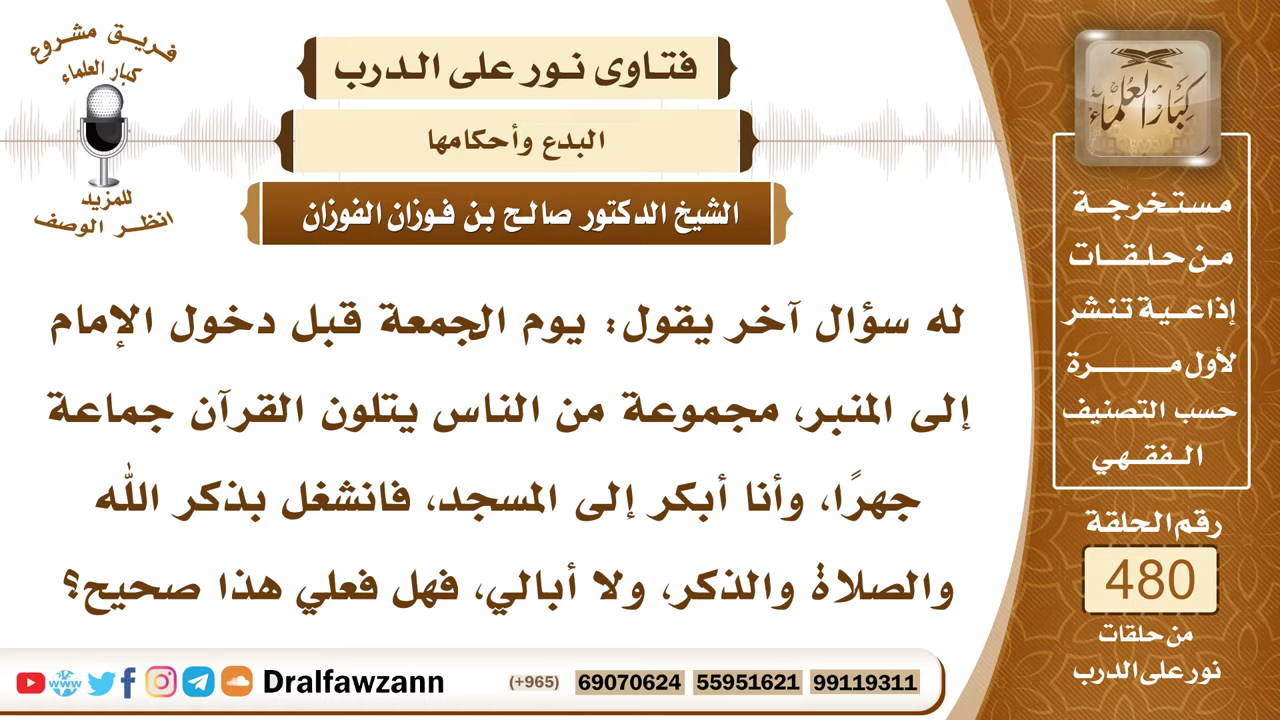 فريق مشروع
كبار العلماء
للمزيد
انظر الوصف
فتاوى نور على الدرب
البدع وأحكامها
الشيخ الدكتور صالح بن فوزان الفوزان
له سؤال آخر يقول: يوم الجمعة قبل دخول الإمام
إلى المنبر، مجموعة من الناس يتلون القرآن جماعة
جهرًا، وأنا أبكر إلى المسجد، فانشغل بذكر الله
والصلاة والذكر، ولا أبالي، فهل فعلي هذا صحيح؟
كبار العلماء
مستخرجة
من حلقات
إذاعية تنشر
لأول مرة
حسب التصنيف
الفقهي
رقم الحلقة
480
من حلقات
نور على الدرب
www Dralfawzann (+965) 69070624 55951621 99119311